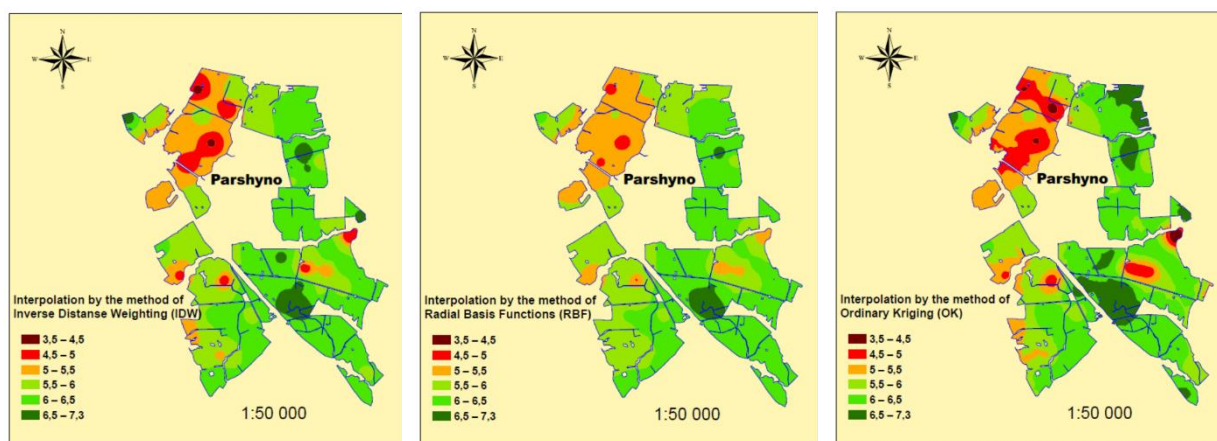 N
W
E
S
Parshyno
Interpolation by the method of
Inverse Distanse Weighting (IDW)
3,5 – 4,5
4,5 – 5
5 – 5,5
5,5 – 6
6 – 6,5
6,5 – 7,3
1:50 000
N
W
E
S
Parshyno
Interpolation by the method of
Radial Basis Functions (RBF)
3,5 – 4,5
4,5 – 5
5 – 5,5
5,5 – 6
6 – 6,5
6,5 – 7,3
1:50 000
N
W
E
S
Parshyno
Interpolation by the method of
Ordinary Kriging (OK)
3,5 – 4,5
4,5 – 5
5 – 5,5
5,5 – 6
6 – 6,5
6,5 – 7,3
1:50 000